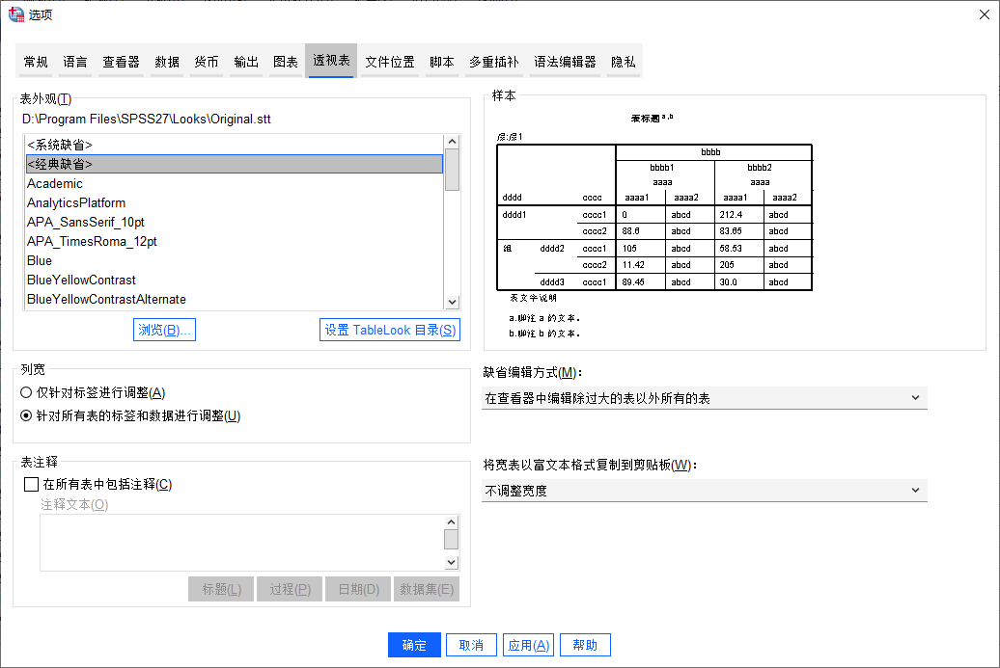 选项
常规 语言 查看器 数据 货币 输出 图表 透视表 文件位置 脚本 多重插补 语法编辑器 隐私
表外观(T)
D:\Program Files\SPSS27\Looks\Original.stt
<系统缺省>
<经典缺省>
Academic
AnalyticsPlatform
APA_SansSerif_10pt
APA_TimesRoma_12pt
Blue
BlueYellowContrast
BlueYellowContrastAlternate
浏览(B)... 设置 TableLook 目录(S)
样本
表标题a,b
层:层1
bbbb
bbbb1 bbbb2
aaaa aaaa
dddd cccc aaaa1 aaaa2 aaaa1 aaaa2
dddd1 cccc1 0 abcd 212.4 abcd
cccc2 88.6 abcd 83.65 abcd
组 dddd2 cccc1 105 abcd 58.53 abcd
cccc2 11.42 abcd 205 abcd
dddd3 cccc1 89.45 abcd 30.0 abcd
表文字说明
a.脚注 a 的文本。
b.脚注 b 的文本。
列宽
仅针对标签进行调整(A)
针对所有表的标签和数据进行调整(U)
缺省编辑方式(M):
在查看器中编辑除过大的表以外所有的表
表注释
在所有表中包括注释(C)
注释文本(O)
标题(L) 过程(P) 日期(D) 数据集(E)
将宽表以富文本格式复制到剪贴板(W):
不调整宽度
确定 取消 应用(A) 帮助